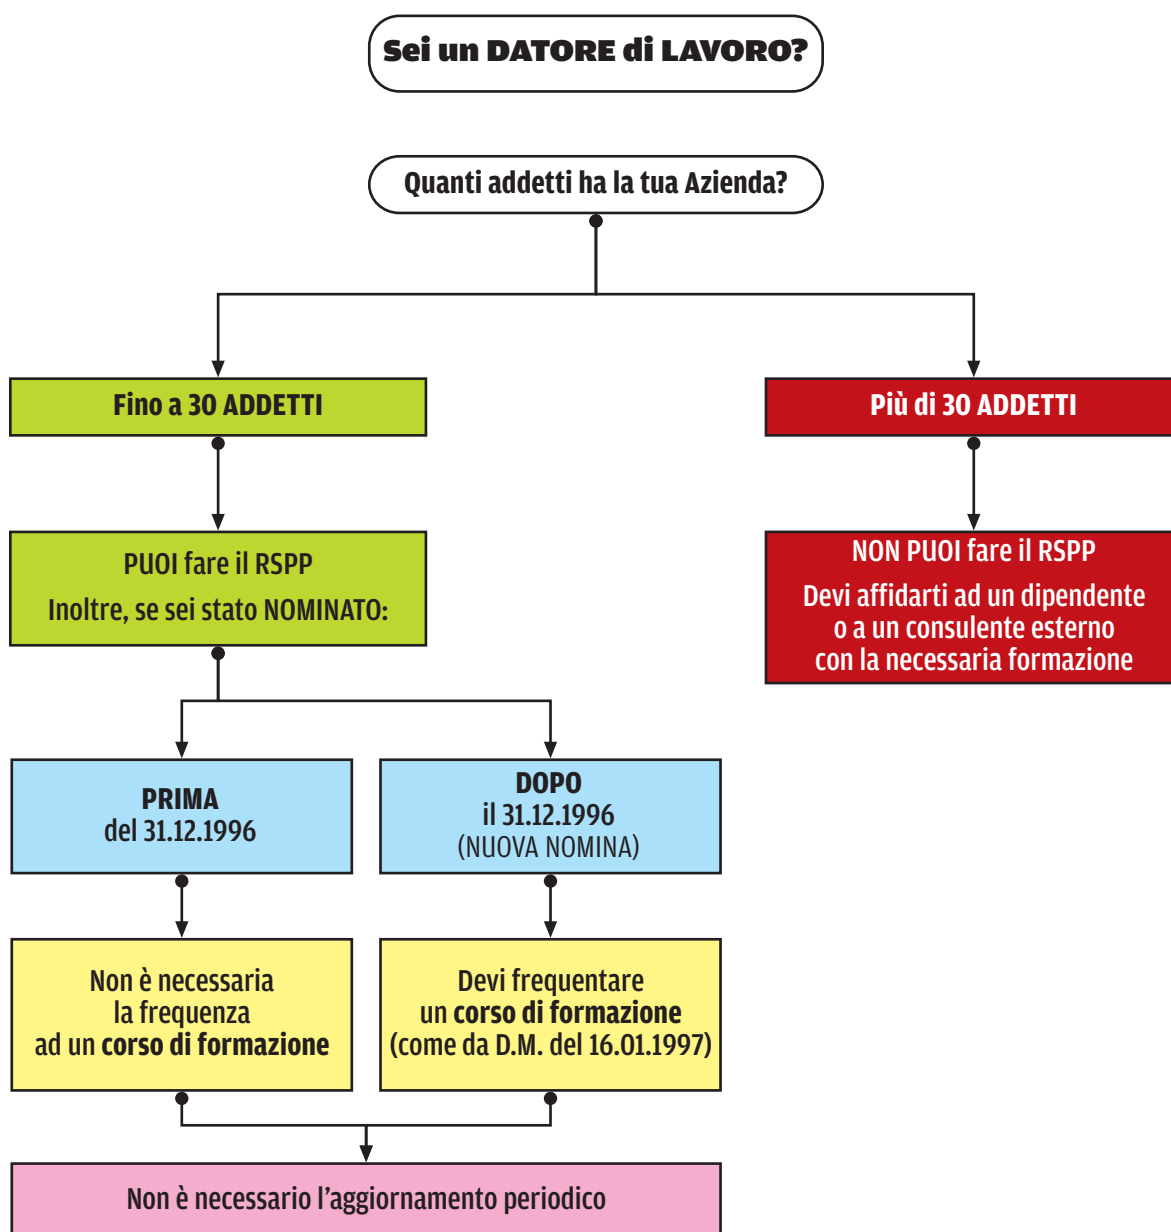 Sei un DATORE di LAVORO?
Quanti addetti ha la tua Azienda?
Fino a 30 ADDETTI
Più di 30 ADDETTI
PUOI fare il RSPP
Inoltre, se sei stato NOMINATO:
NON PUOI fare il RSPP
Devi affidarti ad un dipendente
o a un consulente esterno
con la necessaria formazione
PRIMA
del 31.12.1996
DOPO
il 31.12.1996
(NUOVA NOMINA)
Non è necessaria
la frequenza
ad un corso di formazione
Devi frequentare
un corso di formazione
(come da D.M. del 16.01.1997)
Non è necessario l'aggiornamento periodico